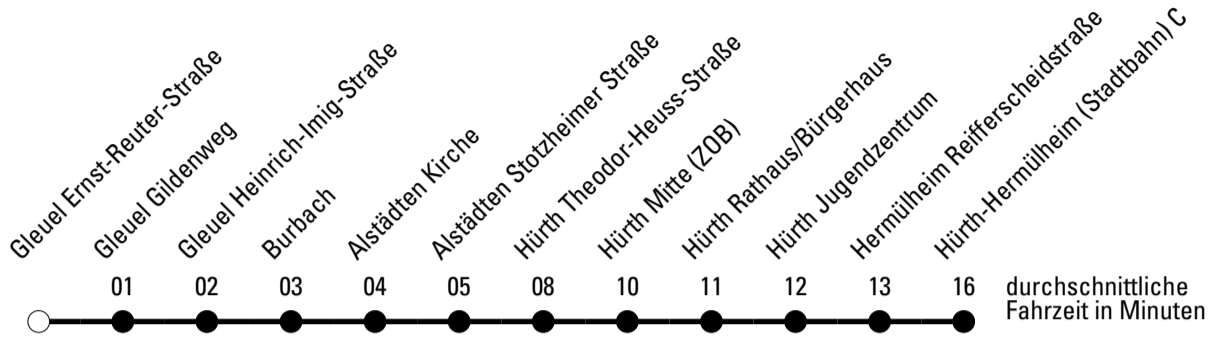 Gleuel Ernst-Reuter-Straße
Gleuel Gildenweg
Gleuel Heinrich-Imig-Straße
Burbach
Alstädten Kirche
Alstädten Stotzheimer Straße
Hürth Theodor-Heuss-Straße
Hürth Mitte (ZOB)
Hürth Rathaus/Bürgerhaus
Hürth Jugendzentrum
Hermülheim Reifferscheidstraße
Hürth-Hermülheim (Stadtbahn) C
01 02 03 04 05 08 10 11 12 13 16
durchschnittliche
Fahrzeit in Minuten